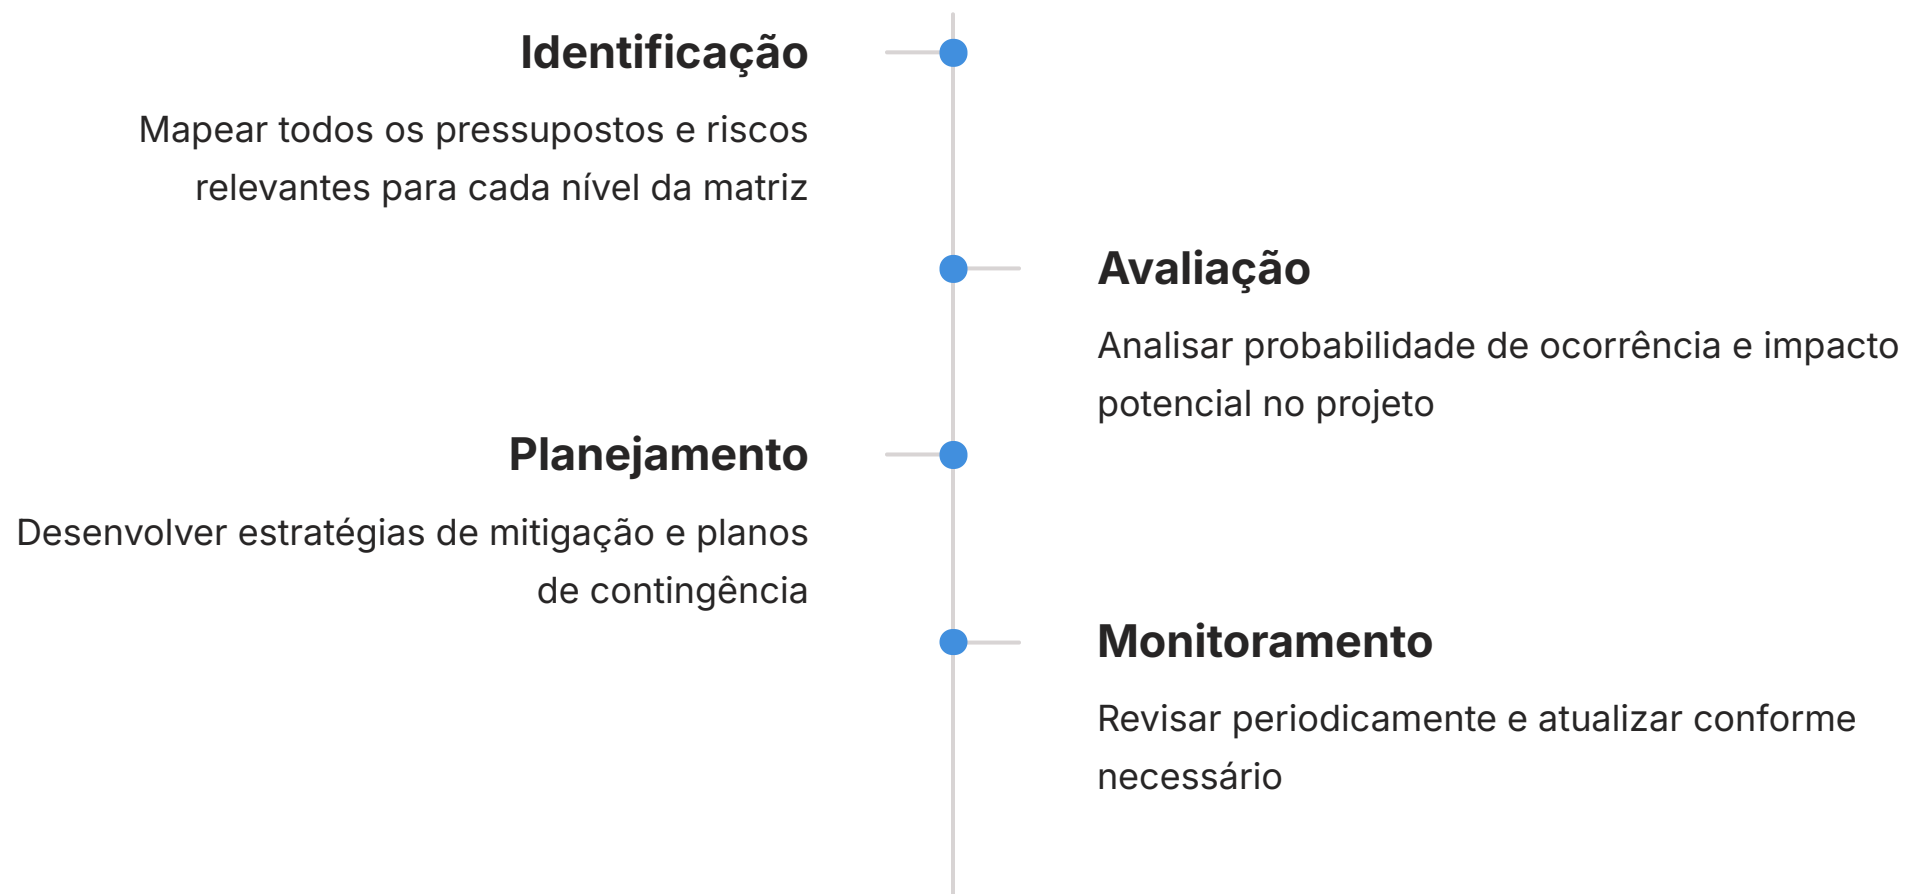 Identificação
Mapear todos os pressupostos e riscos
relevantes para cada nível da matriz
Avaliação
Analisar probabilidade de ocorrência e impacto
potencial no projeto
Planejamento
Desenvolver estratégias de mitigação e planos
de contingência
Monitoramento
Revisar periodicamente e atualizar conforme
necessário